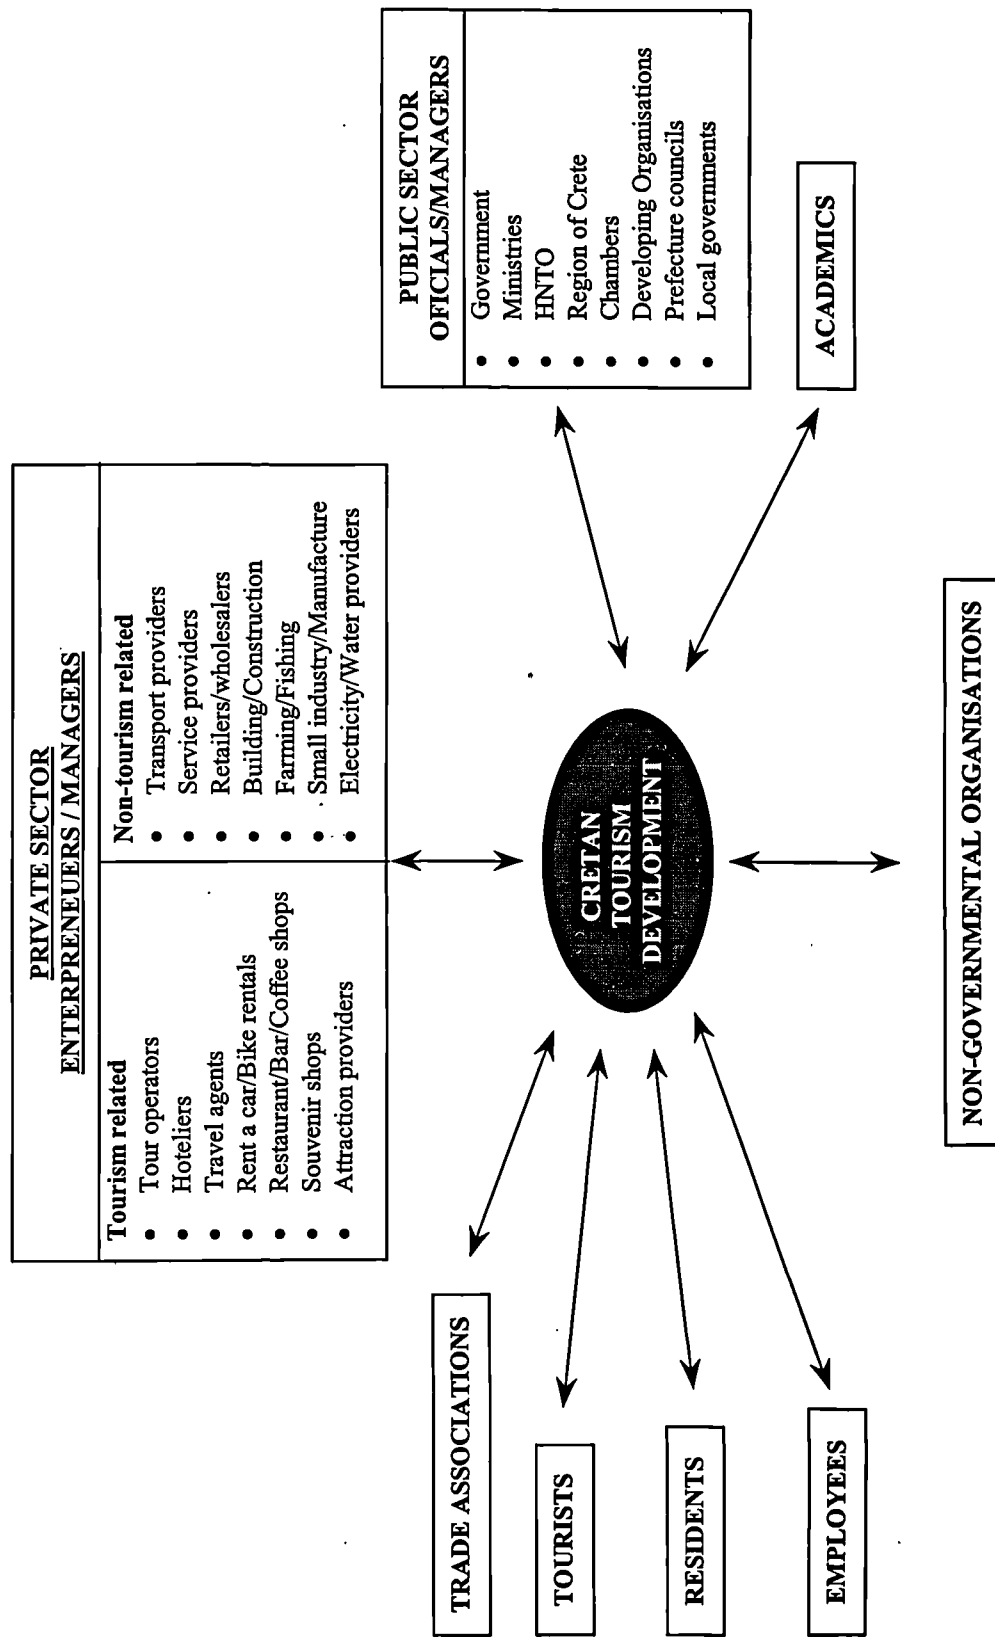 PRIVATE SECTOR
ENTERPRENEUERS / MANAGERS
Tourism related
• Tour operators
• Hoteliers
• Travel agents
• Rent a car/Bike rentals
• Restaurant/Bar/Coffee shops
• Souvenir shops
• Attraction providers
Non-tourism related
• Transport providers
• Service providers
• Retailers/wholesalers
• Building/Construction
• Farming/Fishing
• Small industry/Manufacture
• Electricity/Water providers
PUBLIC SECTOR
OFICIALS/MANAGERS
• Government
• Ministries
• HNTO
• Region of Crete
• Chambers
• Developing Organisations
• Prefecture councils
• Local governments
TRADE ASSOCIATIONS
TOURISTS
RESIDENTS
EMPLOYEES
CRETAN
TOURISM
DEVELOPMENT
ACADEMICS
NON-GOVERNMENTAL ORGANISATIONS